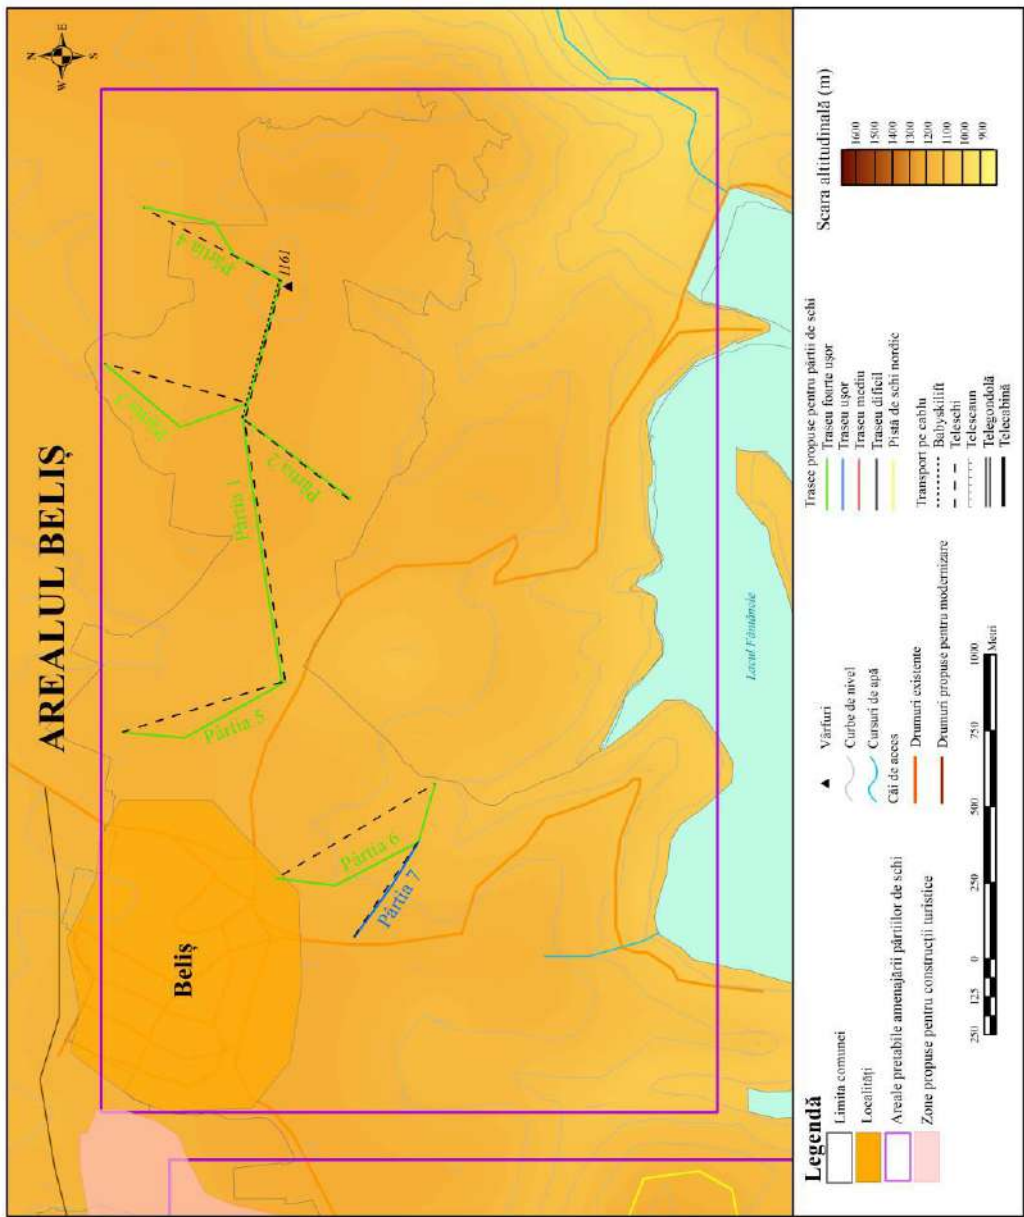 AREALUL BELIȘ
N
E
S
W
Beliș
Pârtia 5
Pârtia 1
Pârtia 3
Pârtia 4
Pârtia 2
1161
Pârtia 6
Pârtia 7
Lacul Fântânele
Legendă
Limita comunei
Localități
Areale pretabile amenajării pârtiilor de schi
Zone propuse pentru construcții turistice
Vârfuri
Curbe de nivel
Cursuri de apă
Căi de acces
Drumuri existente
Drumuri propuse pentru modernizare
250 125 0 250 500 750 1000
Metri
Trasee propuse pentru pârtii de schi
Traseu foarte ușor
Traseu ușor
Traseu mediu
Traseu dificil
Pistă de schi nordic
Transport pe cablu
Babyskilift
Teleschi
Telescaun
Telegondolă
Telecabină
Scara altitudinală (m)
1600
1500
1400
1300
1200
1100
1000
900